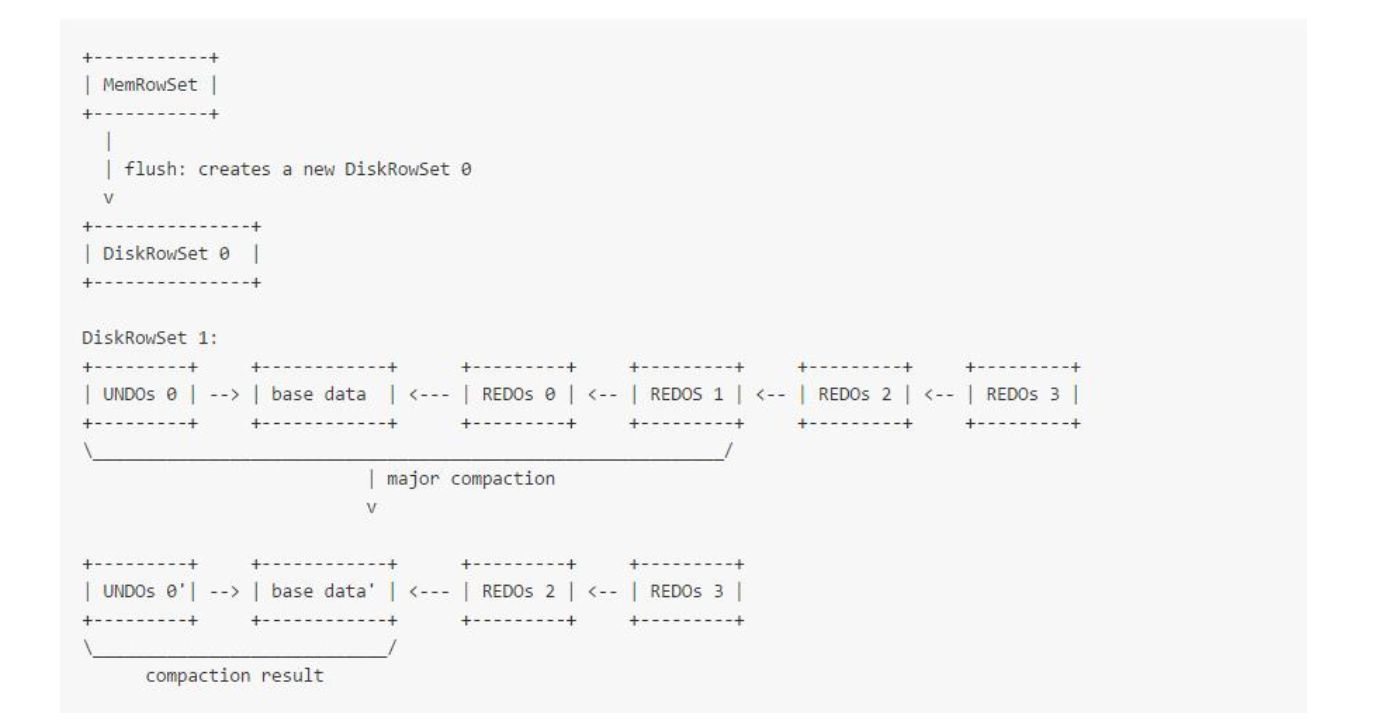 +-----------+
| MemRowSet |
+-----------+
  |
  | flush: creates a new DiskRowSet 0
  v
+---------------+
| DiskRowSet 0  |
+---------------+

DiskRowSet 1:
+---------+     +------------+      +---------+     +---------+     +---------+     +---------+
| UNDOs 0 | --> | base data  | <--- | REDOs 0 | <-- | REDOS 1 | <-- | REDOs 2 | <-- | REDOs 3 |
+---------+     +------------+      +---------+     +---------+     +---------+     +---------+
\____________________________________________________________/
                           | major compaction
                           v

+---------+     +------------+      +---------+     +---------+
| UNDOs 0'| --> | base data' | <--- | REDOs 2 | <-- | REDOs 3 |
+---------+     +------------+      +---------+     +---------+
\____________________________/
      compaction result